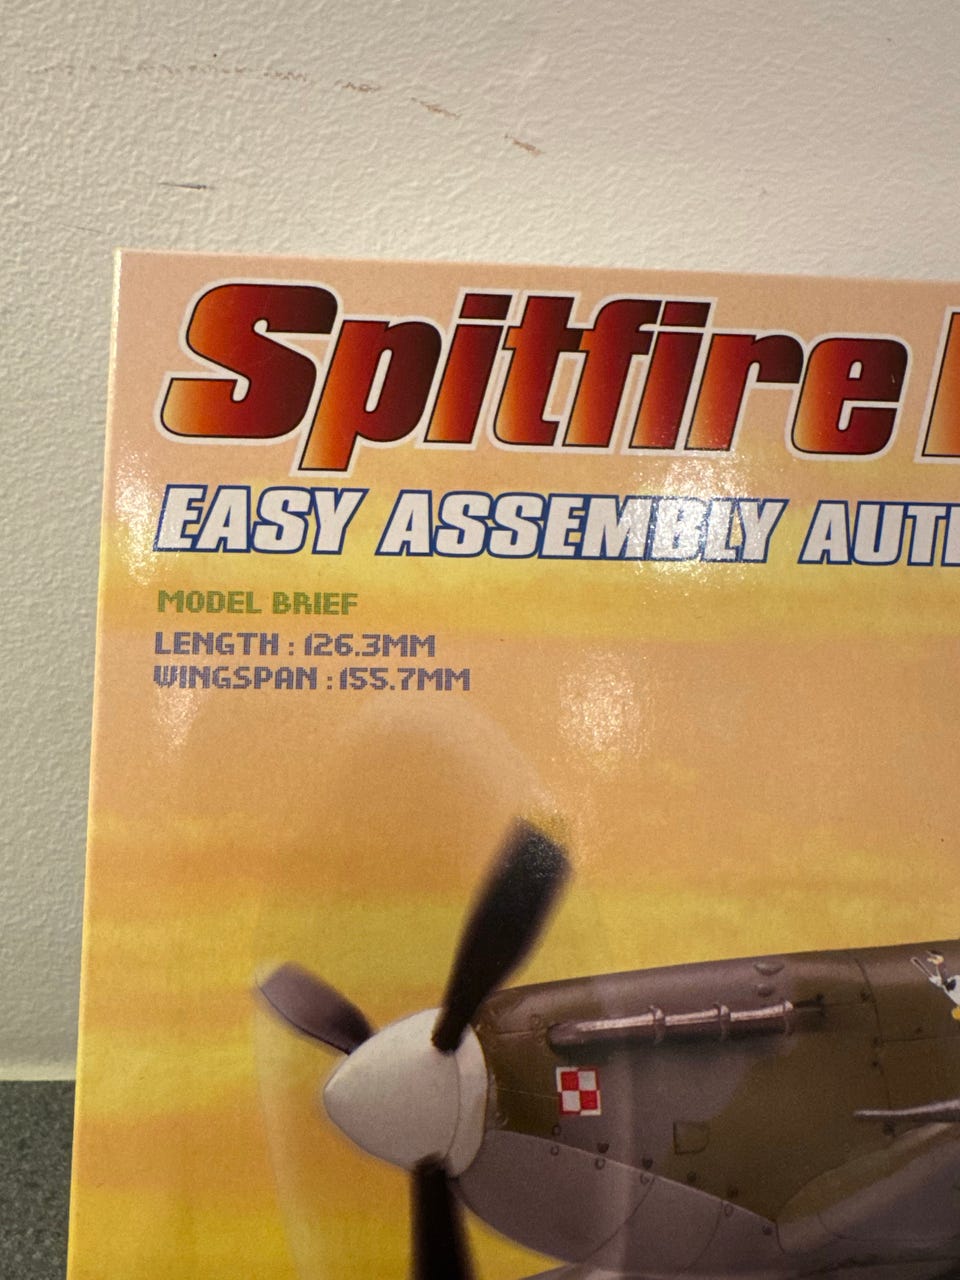 Spitfire
EASY ASSEMBLY
MODEL BRIEF
LENGTH : 126.3MM
WINGSPAN : 155.7MM